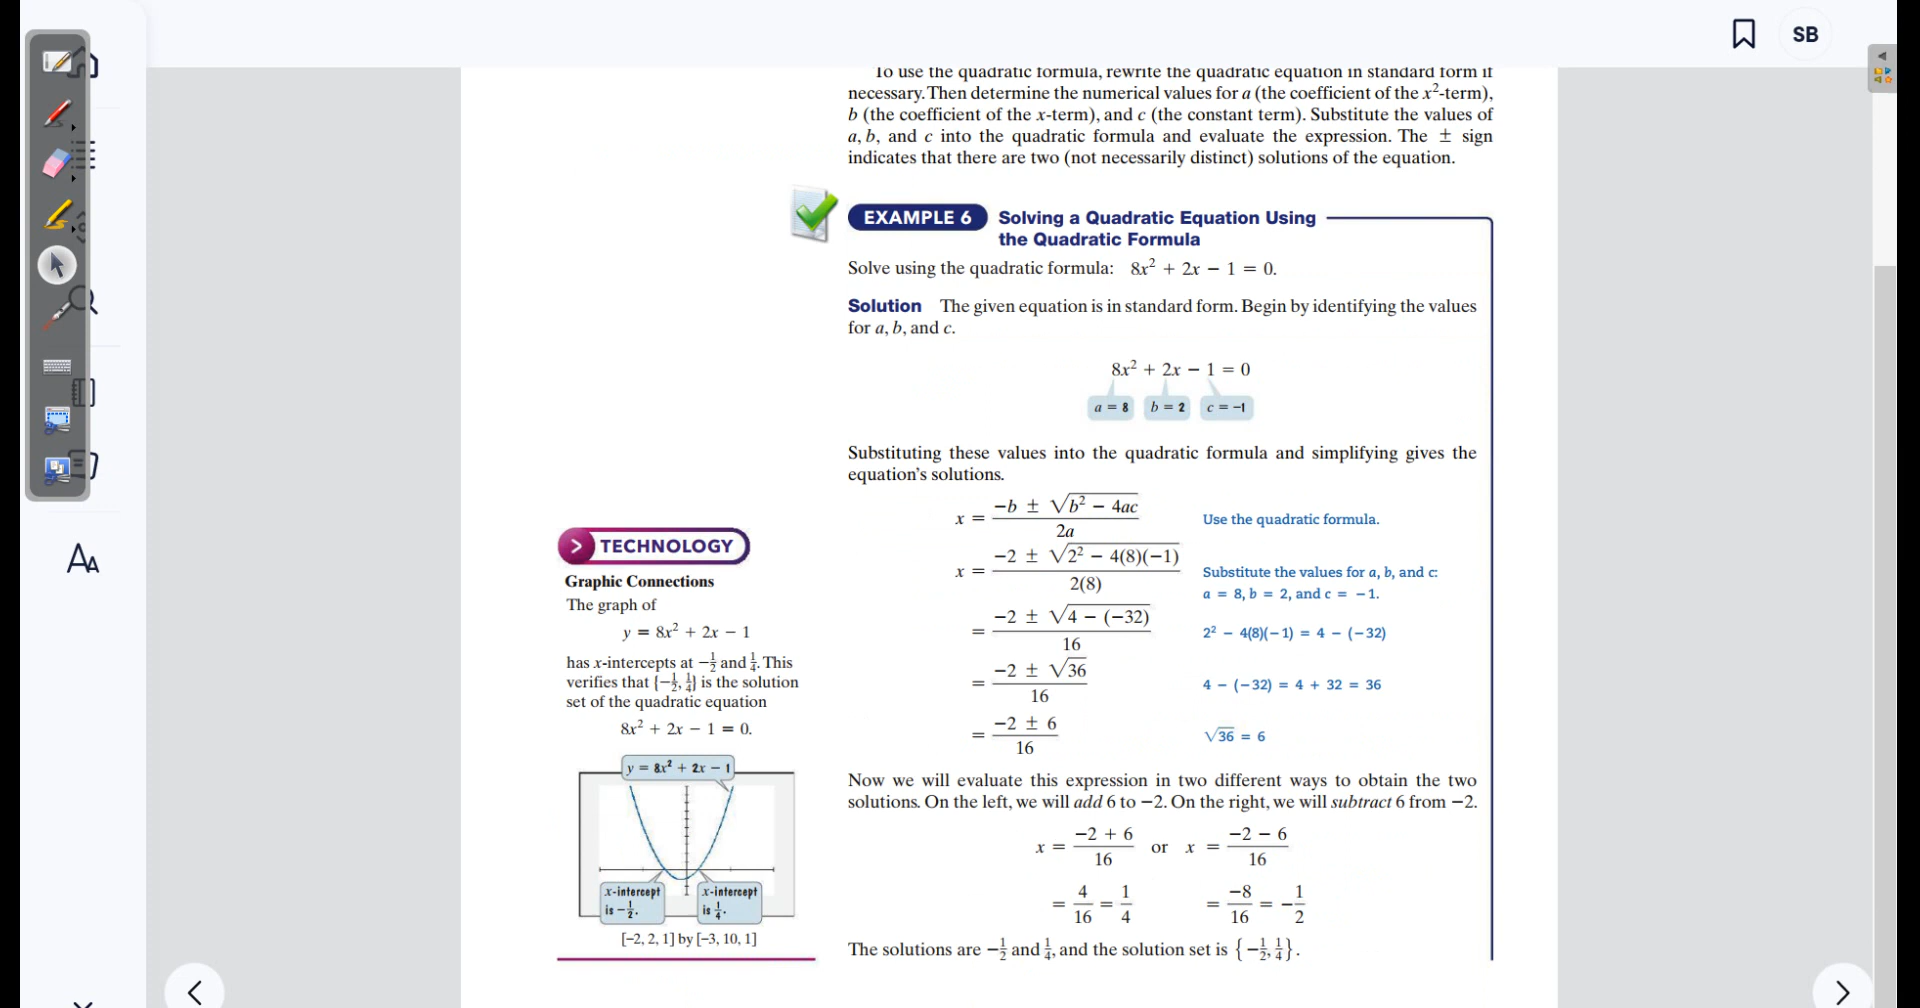 SB
To use the quadratic formula, rewrite the quadratic equation in standard form if
necessary. Then determine the numerical values for a (the coefficient of the x²-term),
b (the coefficient of the x-term), and c (the constant term). Substitute the values of
a, b, and c into the quadratic formula and evaluate the expression. The ± sign
indicates that there are two (not necessarily distinct) solutions of the equation.
EXAMPLE 6 Solving a Quadratic Equation Using
the Quadratic Formula
Solve using the quadratic formula: 8x² + 2x − 1 = 0.
Solution The given equation is in standard form. Begin by identifying the values
for a, b, and c.
8x² + 2x − 1 = 0
a = 8 b = 2 c = −1
Substituting these values into the quadratic formula and simplifying gives the
equation's solutions.
x = (−b ± √(b² − 4ac))/(2a) Use the quadratic formula.
x = (−2 ± √(2² − 4(8)(−1)))/(2(8)) Substitute the values for a, b, and c:
a = 8, b = 2, and c = −1.
= (−2 ± √(4 − (−32)))/16 2² − 4(8)(−1) = 4 − (−32)
= (−2 ± √36)/16 4 − (−32) = 4 + 32 = 36
= (−2 ± 6)/16 √36 = 6
Now we will evaluate this expression in two different ways to obtain the two
solutions. On the left, we will add 6 to −2. On the right, we will subtract 6 from −2.
x = (−2 + 6)/16 or x = (−2 − 6)/16
= 4/16 = 1/4 = −8/16 = −1/2
The solutions are −1/2 and 1/4, and the solution set is {−1/2, 1/4}.
> TECHNOLOGY
Graphic Connections
The graph of
y = 8x² + 2x − 1
has x-intercepts at −1/2 and 1/4. This
verifies that {−1/2, 1/4} is the solution
set of the quadratic equation
8x² + 2x − 1 = 0.
y = 8x² + 2x − 1
x-intercept
is −1/2.
x-intercept
is 1/4.
[−2, 2, 1] by [−3, 10, 1]
AA